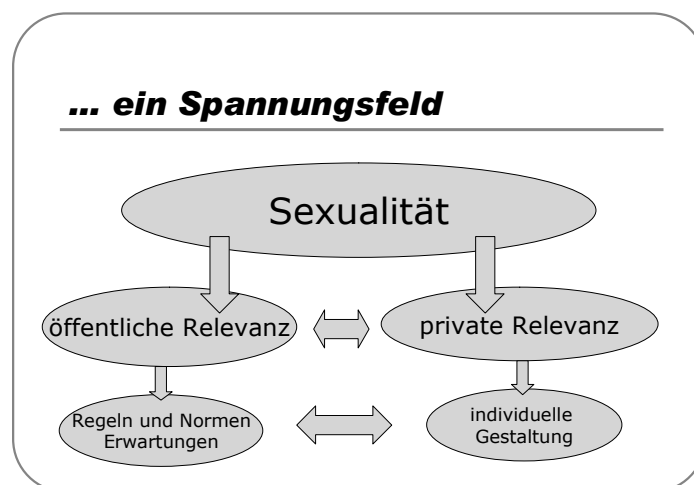 ... ein Spannungsfeld
Sexualität
öffentliche Relevanz
private Relevanz
Regeln und Normen
Erwartungen
individuelle
Gestaltung